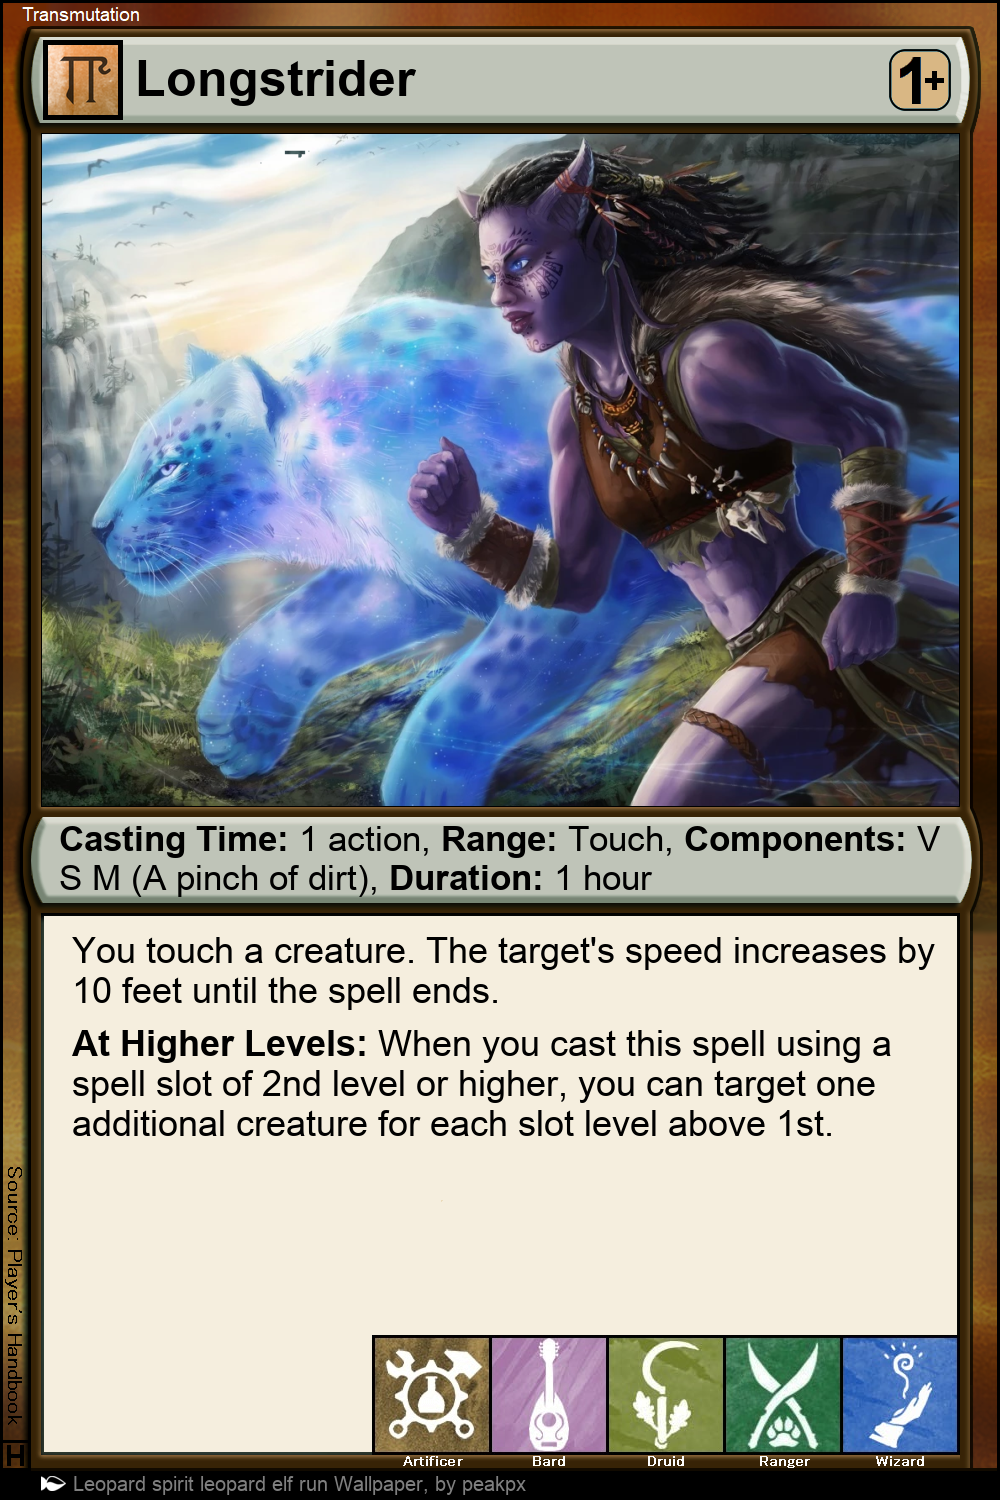 Transmutation
Longstrider
1+
Casting Time: 1 action, Range: Touch, Components: V
S M (A pinch of dirt), Duration: 1 hour
You touch a creature. The target's speed increases by
10 feet until the spell ends.
At Higher Levels: When you cast this spell using a
spell slot of 2nd level or higher, you can target one
additional creature for each slot level above 1st.
Source: Player's Handbook
H
Artificer Bard Druid Ranger Wizard
Leopard spirit leopard elf run Wallpaper, by peakpx